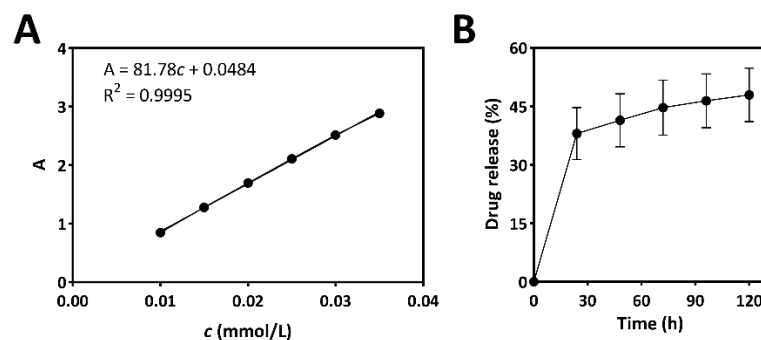 A
A = 81.78c + 0.0484
R² = 0.9995
A
4
3
2
1
0
0.00 0.01 0.02 0.03 0.04
c (mmol/L)
B
Drug release (%)
60
45
30
15
0
0 30 60 90 120
Time (h)